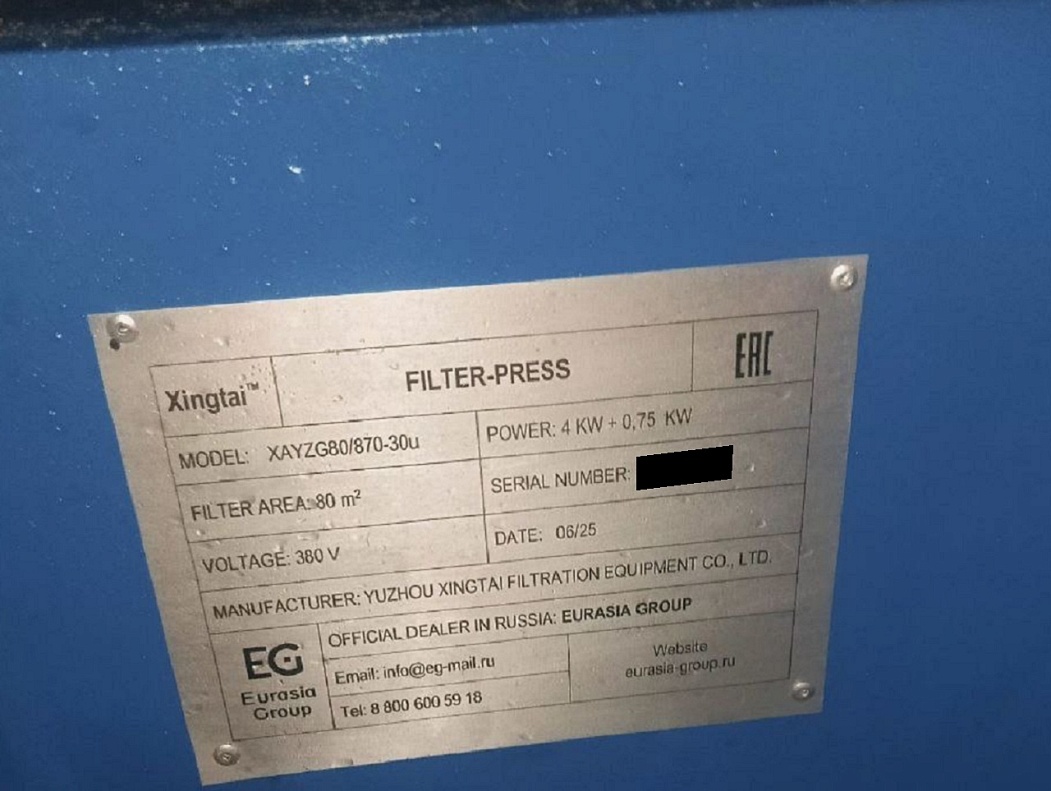 Xingtai™
FILTER-PRESS
EAC
MODEL: XAYZG80/870-30u
POWER: 4 KW + 0,75 KW
FILTER AREA: 80 m²
SERIAL NUMBER:
VOLTAGE: 380 V
DATE: 06/25
MANUFACTURER: YUZHOU XINGTAI FILTRATION EQUIPMENT CO., LTD.
EG
Eurasia
Group
OFFICIAL DEALER IN RUSSIA: EURASIA GROUP
Email: info@eg-mail.ru
Tel: 8 800 600 59 18
Website
eurasia-group.ru